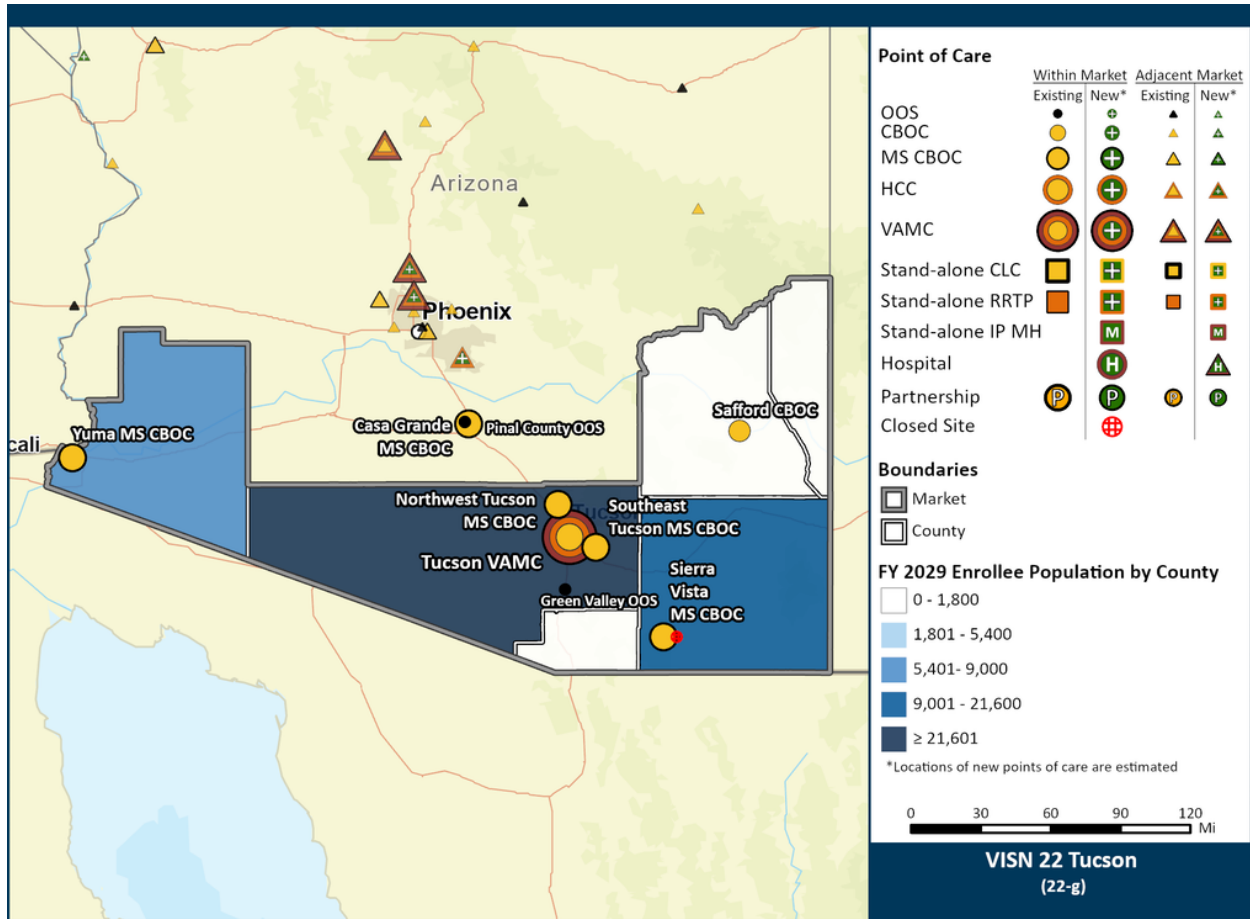 Arizona
Phoenix
cali
Yuma MS CBOC
Casa Grande
MS CBOC
Pinal County OOS
Safford CBOC
Northwest Tucson
MS CBOC
Tucson
Southeast
Tucson MS CBOC
Tucson VAMC
Sierra
Vista
MS CBOC
Green Valley OOS
Point of Care
Within Market Adjacent Market
Existing New* Existing New*
OOS
CBOC
MS CBOC
HCC
VAMC
Stand-alone CLC
Stand-alone RRTP
Stand-alone IP MH M M
Hospital H H
Partnership P P P P
Closed Site
Boundaries
Market
County
FY 2029 Enrollee Population by County
0 - 1,800
1,801 - 5,400
5,401- 9,000
9,001 - 21,600
≥ 21,601
*Locations of new points of care are estimated
0 30 60 90 120
Mi
VISN 22 Tucson
(22-g)